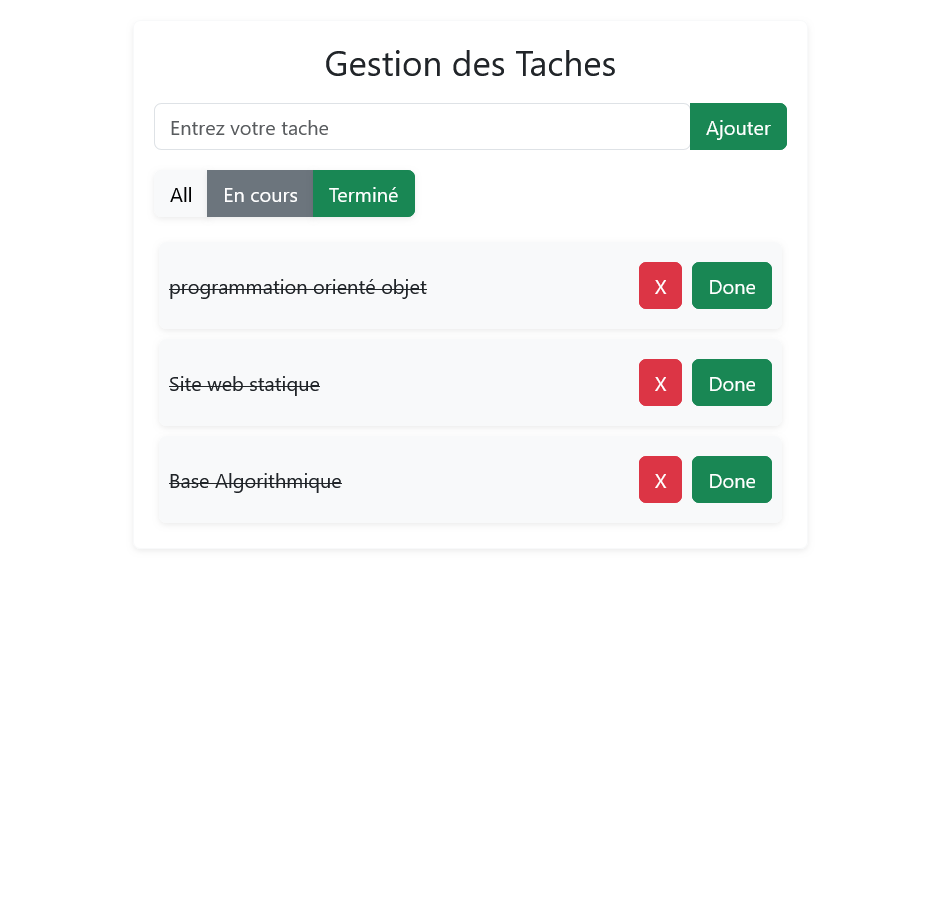 Gestion des Taches
Entrez votre tache Ajouter
All En cours Terminé
programmation orienté objet X Done
Site web statique X Done
Base Algorithmique X Done